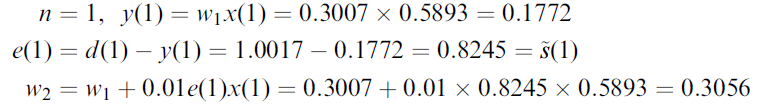 n = 1, y(1) = w₁x(1) = 0.3007 × 0.5893 = 0.1772
e(1) = d(1) − y(1) = 1.0017 − 0.1772 = 0.8245 = s̃(1)
w₂ = w₁ + 0.01e(1)x(1) = 0.3007 + 0.01 × 0.8245 × 0.5893 = 0.3056